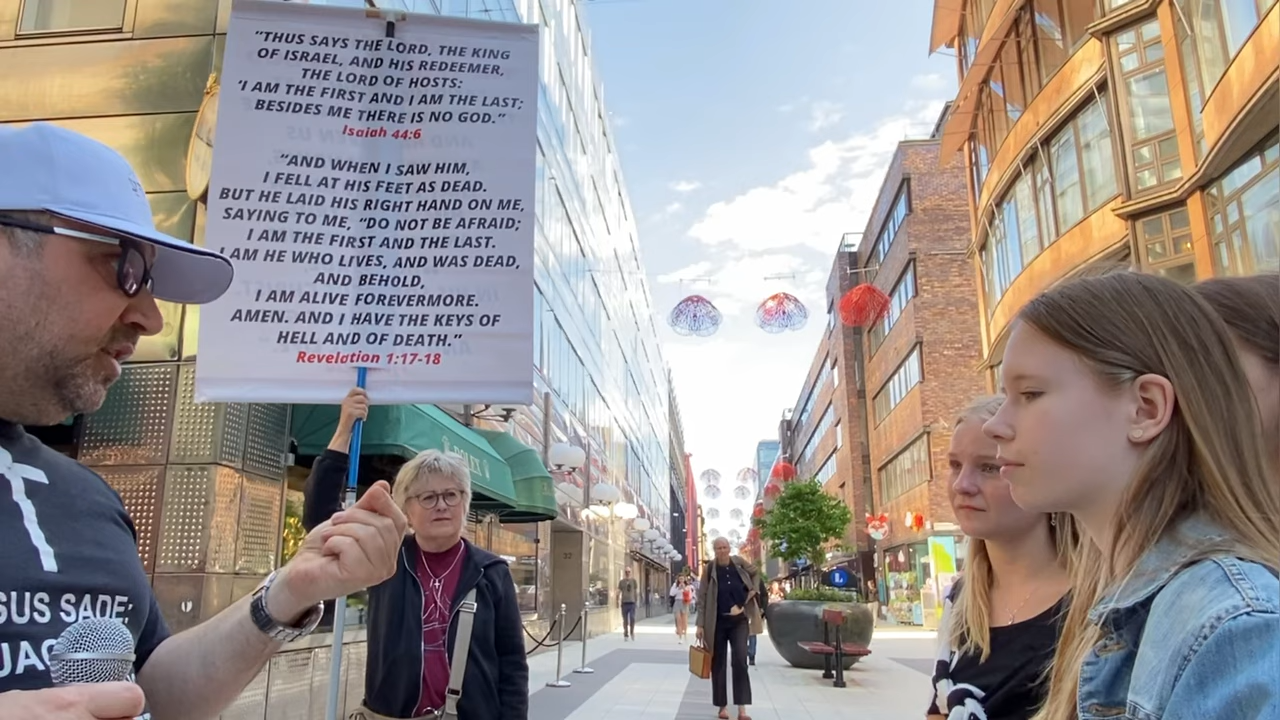 "THUS SAYS THE LORD, THE KING
OF ISRAEL, AND HIS REDEEMER,
THE LORD OF HOSTS:
'I AM THE FIRST AND I AM THE LAST;
BESIDES ME THERE IS NO GOD."
Isaiah 44:6
"AND WHEN I SAW HIM,
I FELL AT HIS FEET AS DEAD.
BUT HE LAID HIS RIGHT HAND ON ME,
SAYING TO ME, "DO NOT BE AFRAID;
I AM THE FIRST AND THE LAST.
I AM HE WHO LIVES, AND WAS DEAD,
AND BEHOLD,
I AM ALIVE FOREVERMORE.
AMEN. AND I HAVE THE KEYS OF
HELL AND OF DEATH."
Revelation 1:17-18
ROLEX
32
SUS SADE:
JAG
L